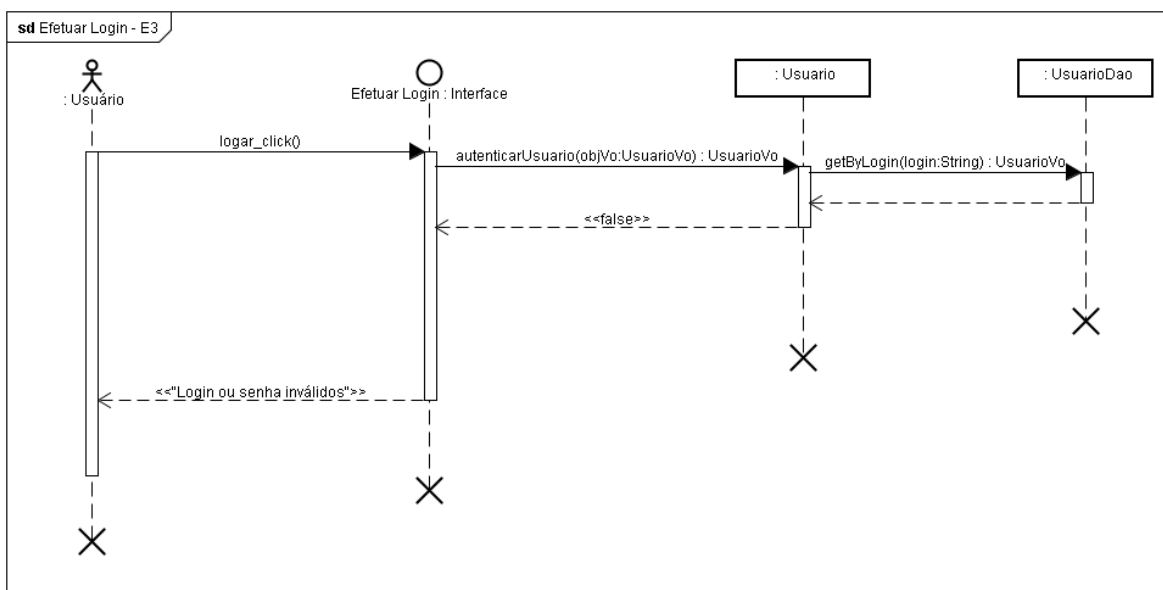 sd Efetuar Login - E3
: Usuário
Efetuar Login : Interface
: Usuario
: UsuarioDao
logar_click()
autenticarUsuario(objVo:UsuarioVo) : UsuarioVo
getByLogin(login:String) : UsuarioVo
<<false>>
<<"Login ou senha inválidos">>